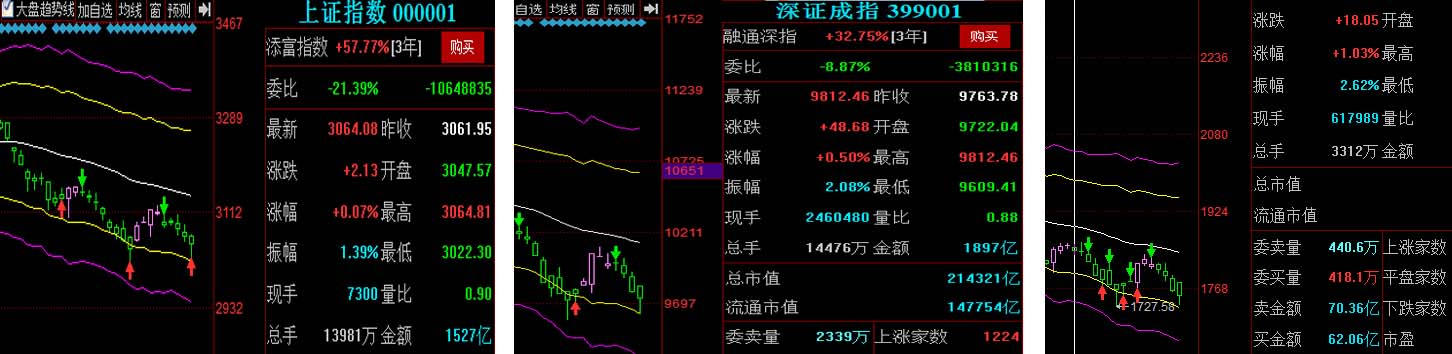 大盘趋势线 加自选 均线 窗 预测
3467
3289
3112
2932
上证指数 000001
添富指数 +57.77%[3年] 购买
委比 -21.39% -10648835
最新 3064.08 昨收 3061.95
涨跌 +2.13 开盘 3047.57
涨幅 +0.07% 最高 3064.81
振幅 1.39% 最低 3022.30
现手 7300 量比 0.90
总手 13981万 金额 1527亿
自选 均线 窗 预测
11752
11239
10725
10651
10211
9697
深证成指 399001
融通深指 +32.75%[3年] 购买
委比 -8.87% -3810316
最新 9812.46 昨收 9763.78
涨跌 +48.68 开盘 9722.04
涨幅 +0.50% 最高 9812.46
振幅 2.08% 最低 9609.41
现手 2460480 量比 0.88
总手 14476万 金额 1897亿
总市值 214321亿
流通市值 147754亿
委卖量 2339万 上涨家数 1224
2236
2080
1924
1768
1727.58
涨跌 +18.05 开盘
涨幅 +1.03% 最高
振幅 2.62% 最低
现手 617989 量比
总手 3312万 金额
总市值
流通市值
委卖量 440.6万 上涨家数
委买量 418.1万 平盘家数
卖金额 70.36亿 下跌家数
买金额 62.06亿 市盈